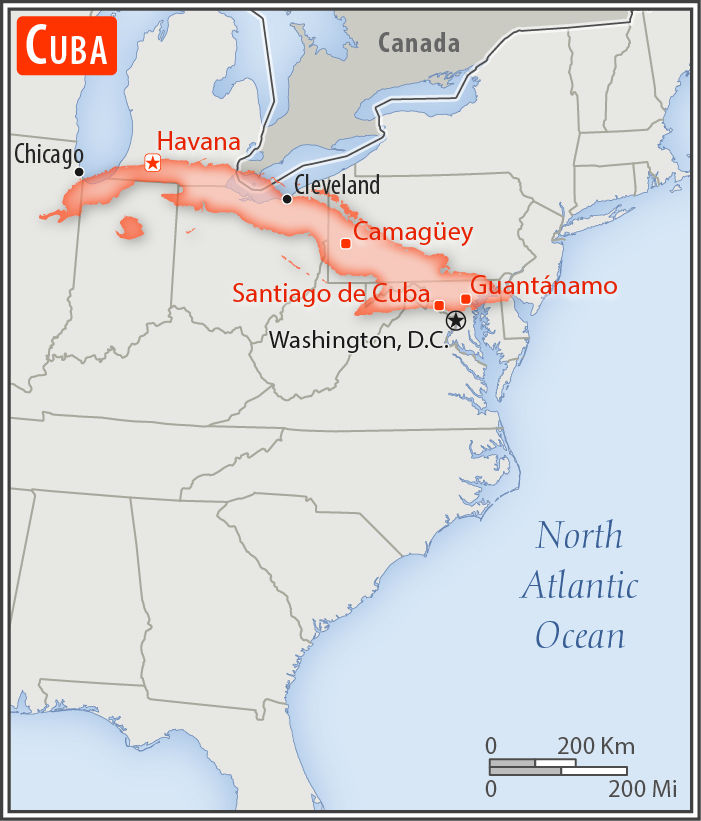 CUBA
Canada
Havana
Chicago
Cleveland
Camagüey
Guantánamo
Santiago de Cuba
Washington, D.C.
North
Atlantic
Ocean
0 200 Km
0 200 Mi